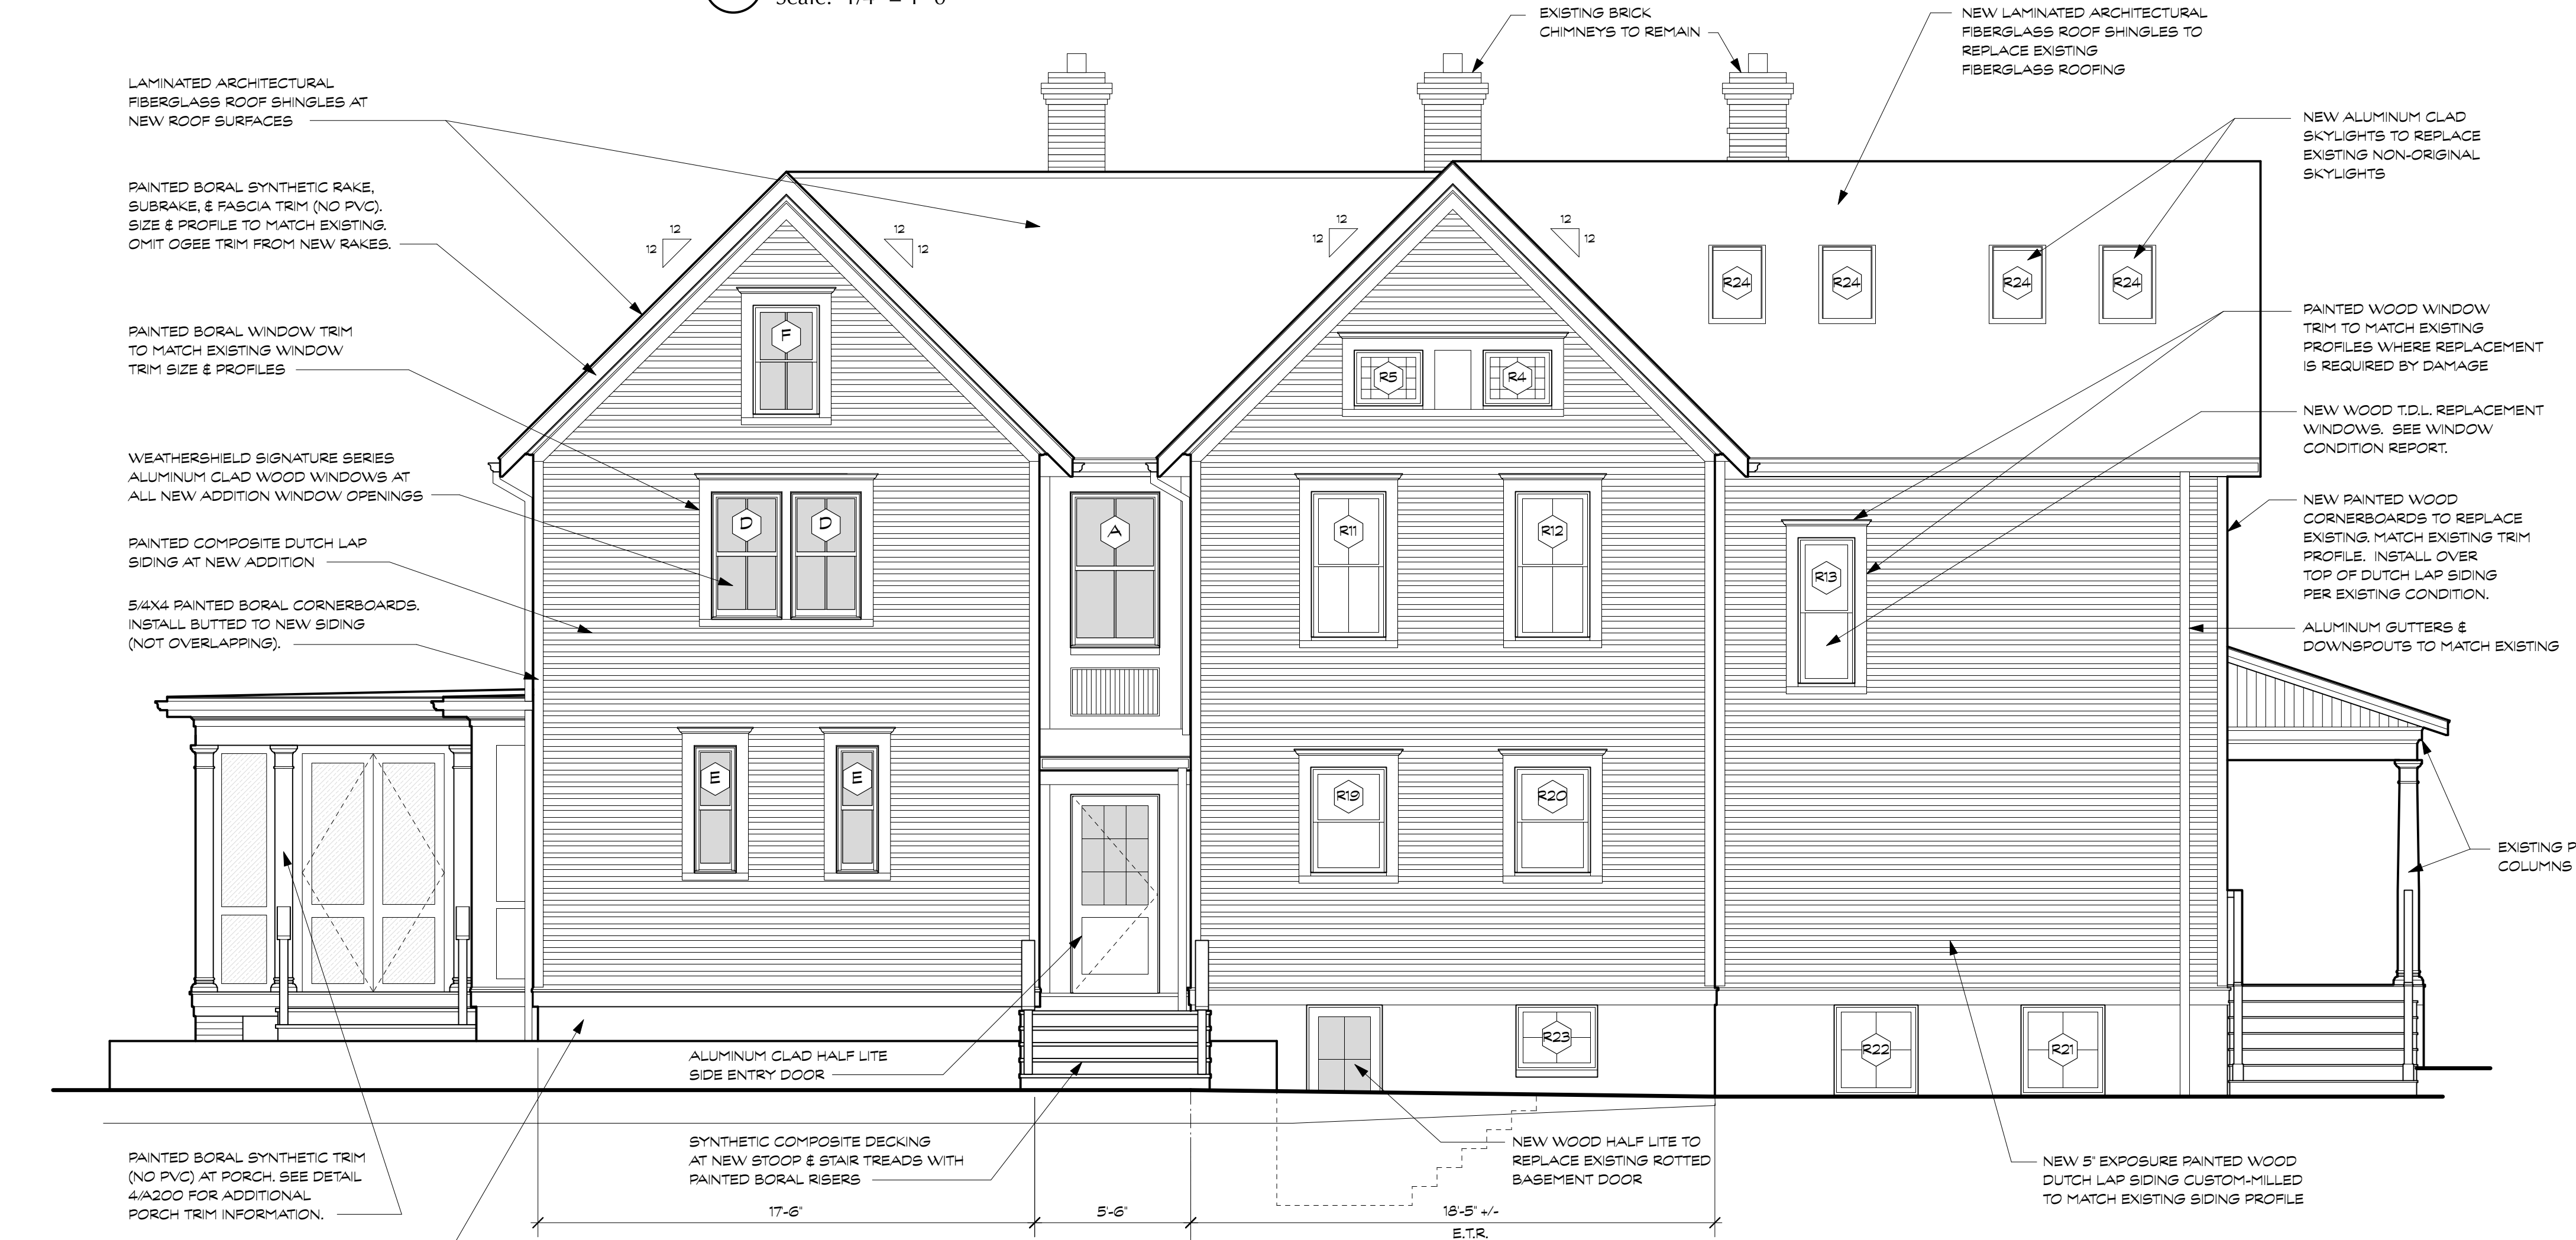 EXISTING BRICK
CHIMNEYS TO REMAIN
NEW LAMINATED ARCHITECTURAL
FIBERGLASS ROOF SHINGLES TO
REPLACE EXISTING
FIBERGLASS ROOFING
LAMINATED ARCHITECTURAL
FIBERGLASS ROOF SHINGLES AT
NEW ROOF SURFACES
NEW ALUMINUM CLAD
SKYLIGHTS TO REPLACE
EXISTING NON-ORIGINAL
SKYLIGHTS
PAINTED BORAL SYNTHETIC RAKE,
SUBRAKE, & FASCIA TRIM (NO PVC).
SIZE & PROFILE TO MATCH EXISTING.
OMIT OGEE TRIM FROM NEW RAKES.
12
12
12
12
12
12
12
12
R24
R24
R24
R24
PAINTED WOOD WINDOW
TRIM TO MATCH EXISTING
PROFILES WHERE REPLACEMENT
IS REQUIRED BY DAMAGE
PAINTED BORAL WINDOW TRIM
TO MATCH EXISTING WINDOW
TRIM SIZE & PROFILES
F
R5
R4
NEW WOOD T.D.L. REPLACEMENT
WINDOWS. SEE WINDOW
CONDITION REPORT.
WEATHERSHIELD SIGNATURE SERIES
ALUMINUM CLAD WOOD WINDOWS AT
ALL NEW ADDITION WINDOW OPENINGS
D
D
A
R11
R12
R13
NEW PAINTED WOOD
CORNERBOARDS TO REPLACE
EXISTING. MATCH EXISTING TRIM
PROFILE. INSTALL OVER
TOP OF DUTCH LAP SIDING
PER EXISTING CONDITION.
PAINTED COMPOSITE DUTCH LAP
SIDING AT NEW ADDITION
5/4X4 PAINTED BORAL CORNERBOARDS.
INSTALL BUTTED TO NEW SIDING
(NOT OVERLAPPING).
ALUMINUM GUTTERS &
DOWNSPOUTS TO MATCH EXISTING
E
E
R19
R20
EXISTING P
COLUMNS
R23
R22
R21
ALUMINUM CLAD HALF LITE
SIDE ENTRY DOOR
PAINTED BORAL SYNTHETIC TRIM
(NO PVC) AT PORCH. SEE DETAIL
4/A200 FOR ADDITIONAL
PORCH TRIM INFORMATION.
SYNTHETIC COMPOSITE DECKING
AT NEW STOOP & STAIR TREADS WITH
PAINTED BORAL RISERS
NEW WOOD HALF LITE TO
REPLACE EXISTING ROTTED
BASEMENT DOOR
NEW 5" EXPOSURE PAINTED WOOD
DUTCH LAP SIDING CUSTOM-MILLED
TO MATCH EXISTING SIDING PROFILE
17'-6"
5'-6"
18'-5" +/-
E.T.R.